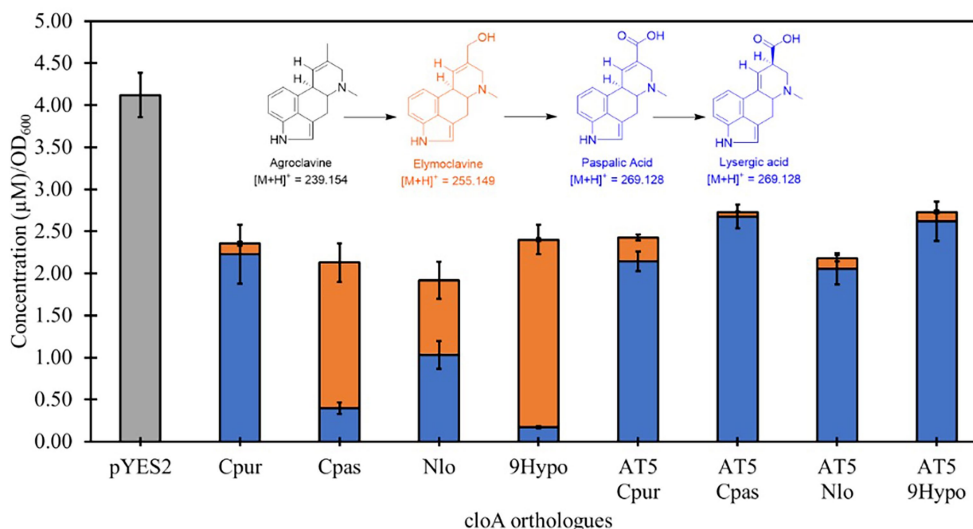 5.00
4.50
4.00
3.50
3.00
2.50
2.00
1.50
1.00
0.50
0.00
Concentration (µM)/OD600
H
H
N
HN
Agroclavine
[M+H]+ = 239.154
OH
H
H
N
HN
Elymoclavine
[M+H]+ = 255.149
O
OH
H
H
N
HN
Paspalic Acid
[M+H]+ = 269.128
O
OH
H
N
HN
Lysergic acid
[M+H]+ = 269.128
pYES2
Cpur
Cpas
Nlo
9Hypo
AT5
Cpur
AT5
Cpas
AT5
Nlo
AT5
9Hypo
cloA orthologues